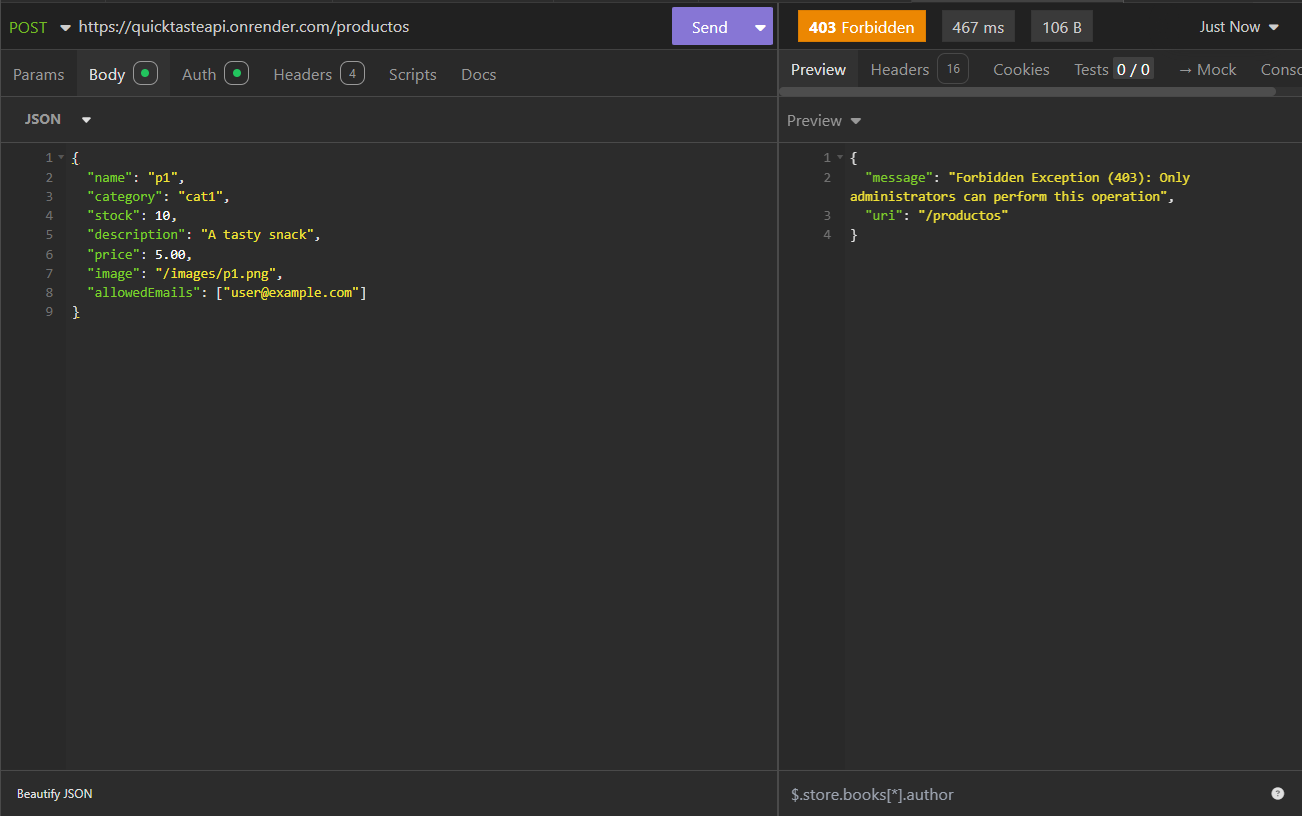 POST https://quicktasteapi.onrender.com/productos Send
403 Forbidden 467 ms 106 B Just Now
Params Body Auth Headers 4 Scripts Docs
Preview Headers 16 Cookies Tests 0 / 0 → Mock Consc
JSON
Preview
1 {
2 "name": "p1",
3 "category": "cat1",
4 "stock": 10,
5 "description": "A tasty snack",
6 "price": 5.00,
7 "image": "/images/p1.png",
8 "allowedEmails": ["user@example.com"]
9 }
1 {
2 "message": "Forbidden Exception (403): Only
administrators can perform this operation",
3 "uri": "/productos"
4 }
Beautify JSON
$.store.books[*].author ?